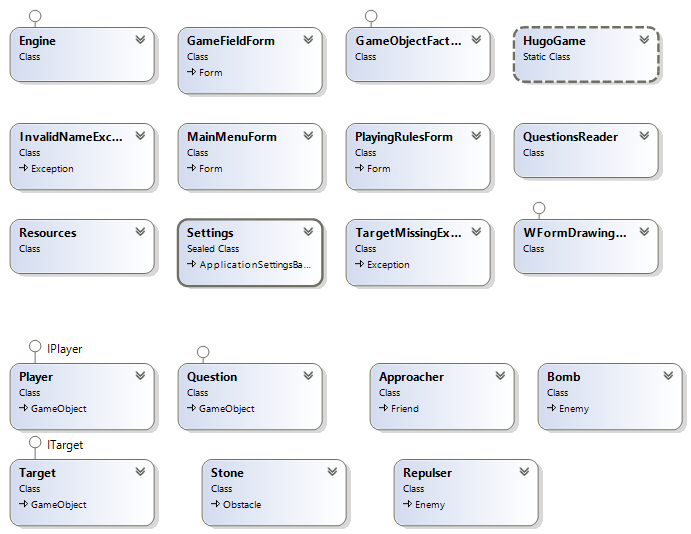 Engine
Class
GameFieldForm
Class
Form
GameObjectFact...
Class
HugoGame
Static Class
InvalidNameExc...
Class
Exception
MainMenuForm
Class
Form
PlayingRulesForm
Class
Form
QuestionsReader
Class
Resources
Class
Settings
Sealed Class
ApplicationSettingsBa...
TargetMissingEx...
Class
Exception
WFormDrawing...
Class
IPlayer
Player
Class
GameObject
Question
Class
GameObject
Approacher
Class
Friend
Bomb
Class
Enemy
ITarget
Target
Class
GameObject
Stone
Class
Obstacle
Repulser
Class
Enemy